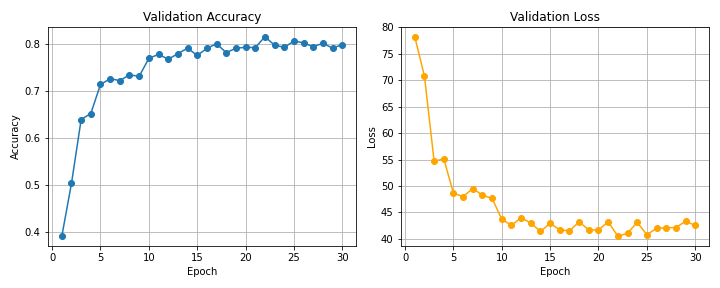 Validation Accuracy
0.8
0.7
0.6
0.5
0.4
Accuracy
0 5 10 15 20 25 30
Epoch
Validation Loss
80
75
70
65
60
55
50
45
40
Loss
0 5 10 15 20 25 30
Epoch